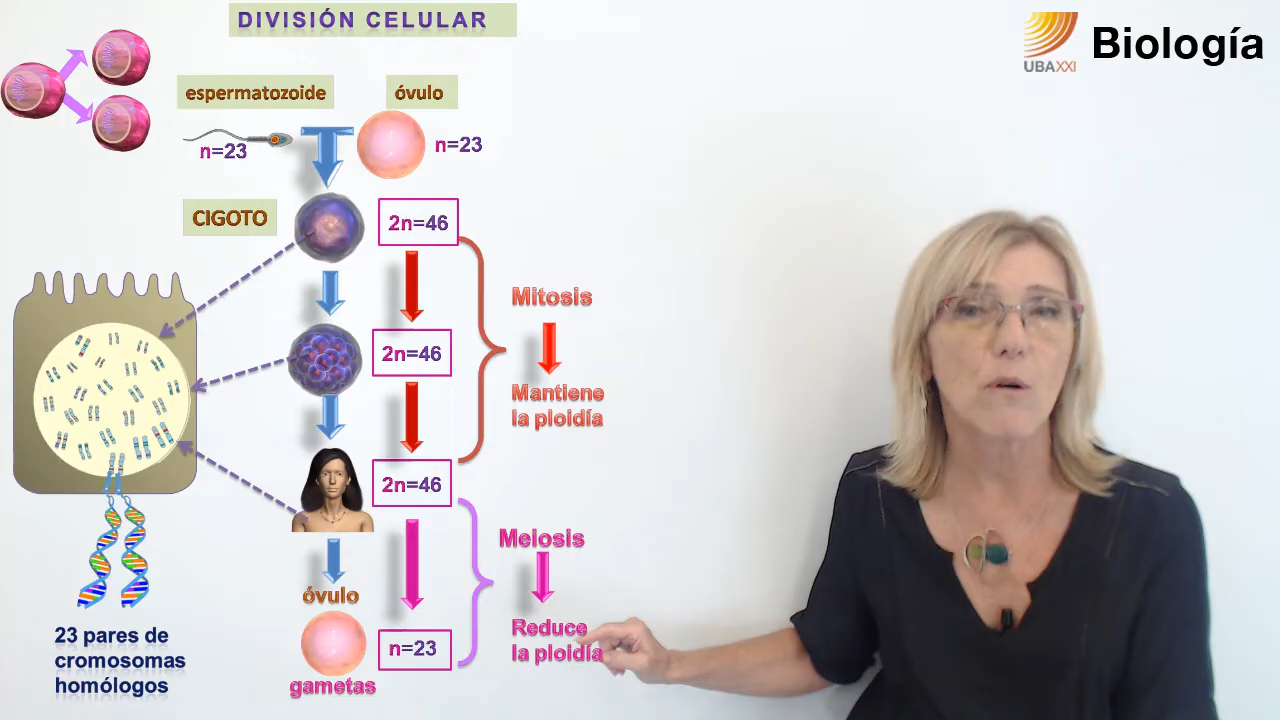 DIVISIÓN CELULAR
UBAXXI
Biología
espermatozoide
óvulo
n=23
n=23
CIGOTO
2n=46
Mitosis
2n=46
Mantiene
la ploidía
2n=46
Meiosis
óvulo
Reduce
la ploidía
n=23
gametas
23 pares de
cromosomas
homólogos